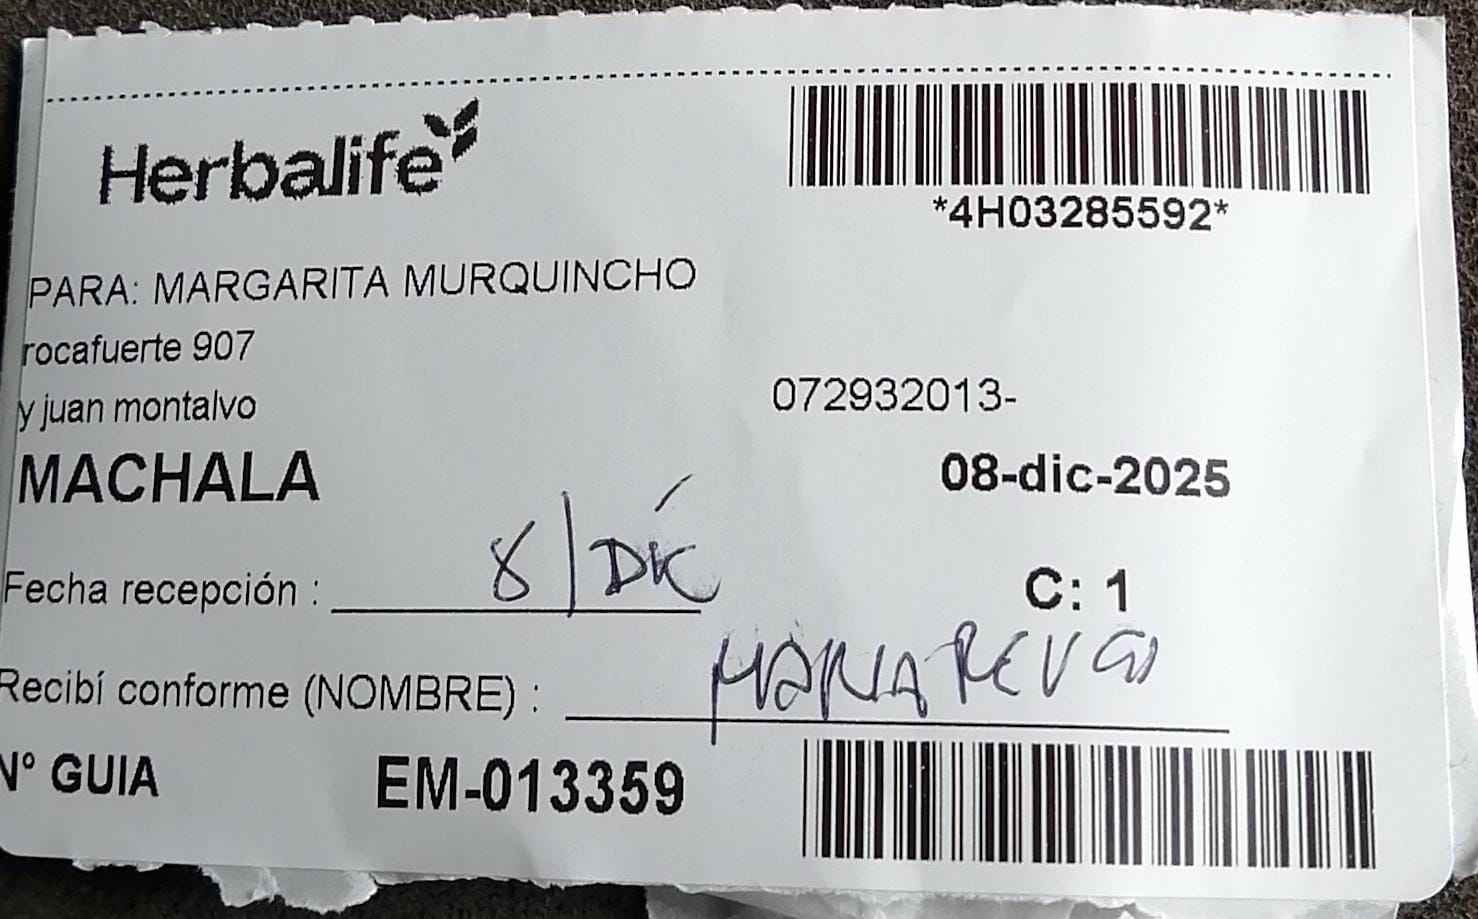 Herbalife
*4H03285592*
PARA: MARGARITA MURQUINCHO
rocafuerte 907
y juan montalvo
072932013-
MACHALA
08-dic-2025
Fecha recepción : 8/DIC
C: 1
Recibí conforme (NOMBRE) : MARIA
N° GUIA EM-013359